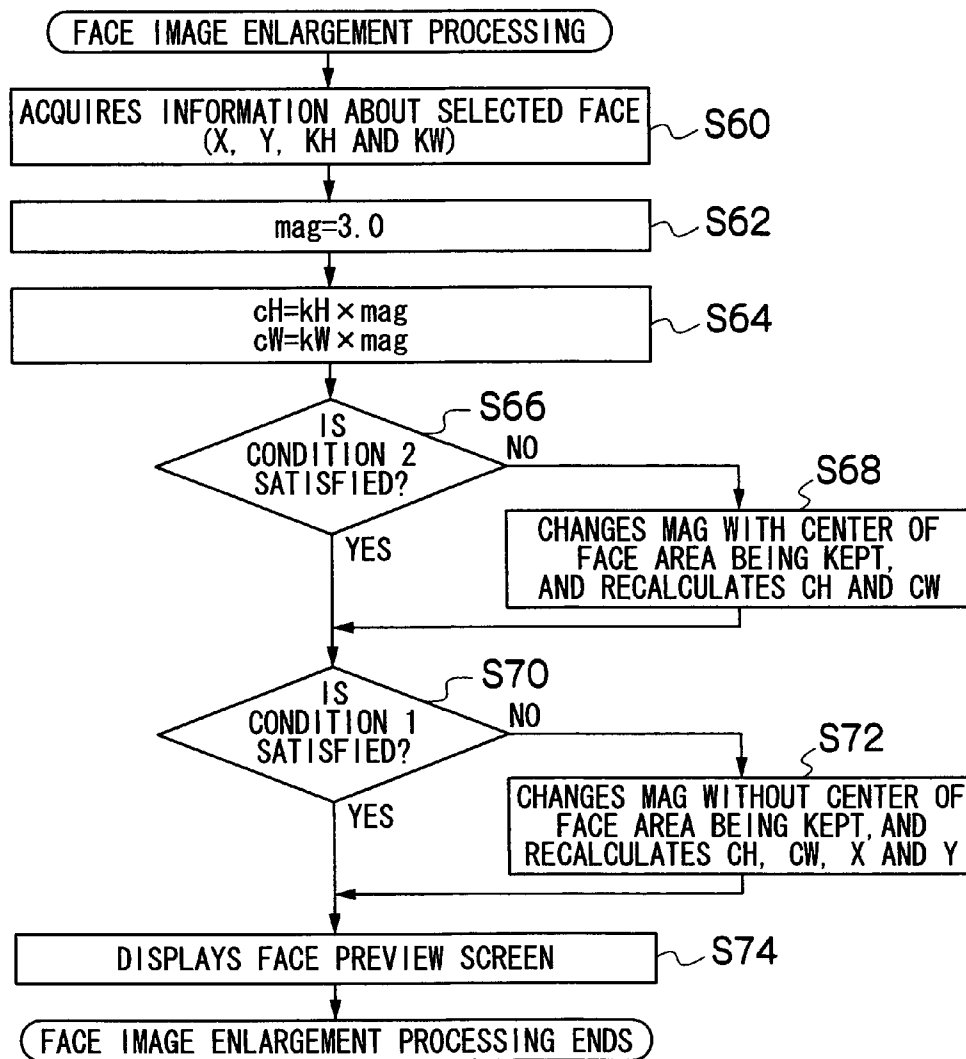 FACE IMAGE ENLARGEMENT PROCESSING
ACQUIRES INFORMATION ABOUT SELECTED FACE
(X, Y, KH AND KW)
S60
mag=3.0
S62
cH=kH×mag
cW=kW×mag
S64
S66
IS
CONDITION 2
SATISFIED?
NO
YES
S68
CHANGES MAG WITH CENTER OF
FACE AREA BEING KEPT,
AND RECALCULATES CH AND CW
S70
IS
CONDITION 1
SATISFIED?
NO
YES
S72
CHANGES MAG WITHOUT CENTER OF
FACE AREA BEING KEPT, AND
RECALCULATES CH, CW, X AND Y
DISPLAYS FACE PREVIEW SCREEN
S74
FACE IMAGE ENLARGEMENT PROCESSING ENDS